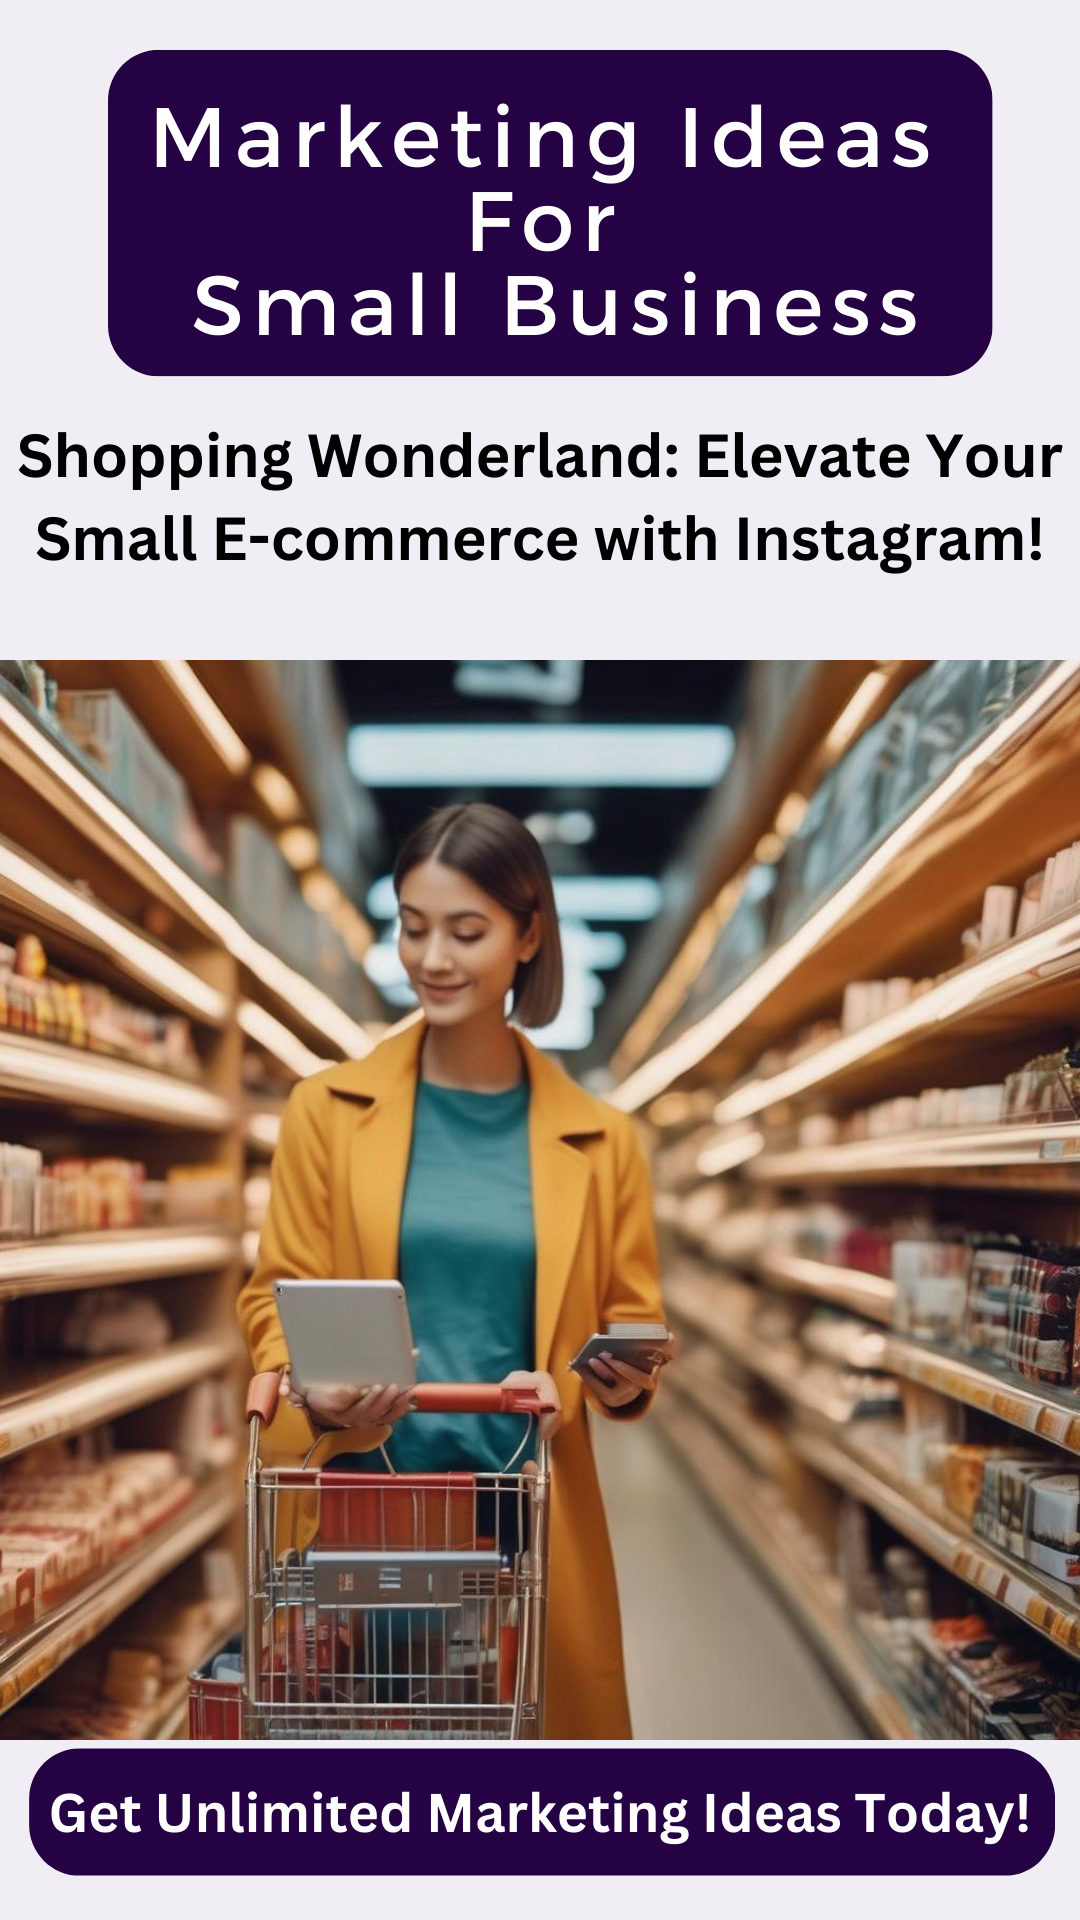 Marketing Ideas
For
Small Business
Shopping Wonderland: Elevate Your
Small E-commerce with Instagram!
Get Unlimited Marketing Ideas Today!